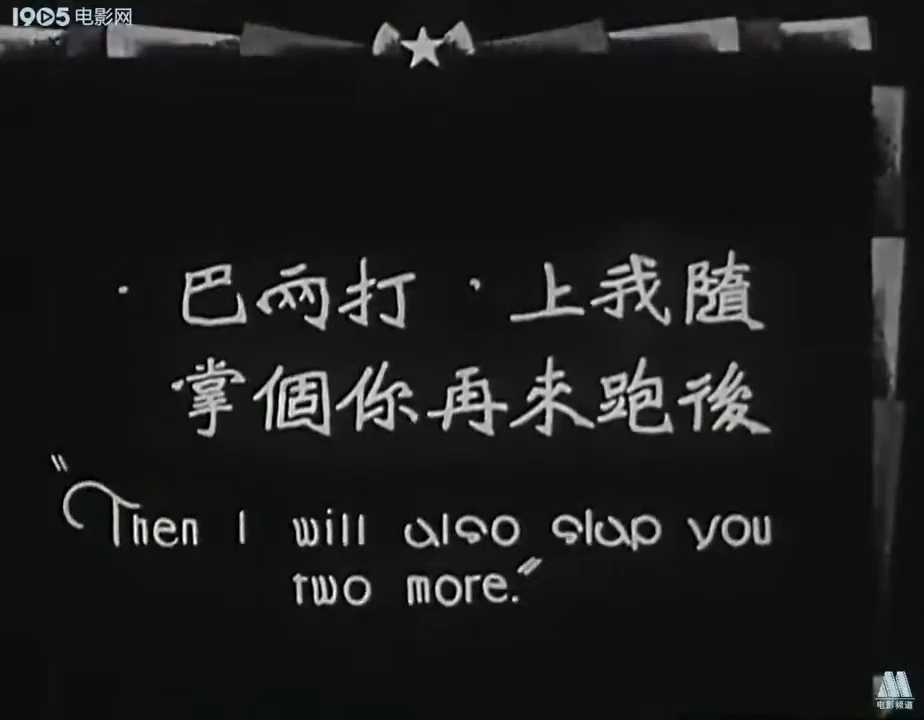 1905电影网
隨後
我跑
上來
，再
打你
兩個
巴掌
．
"Then I will also slap you
two more."
电影频道